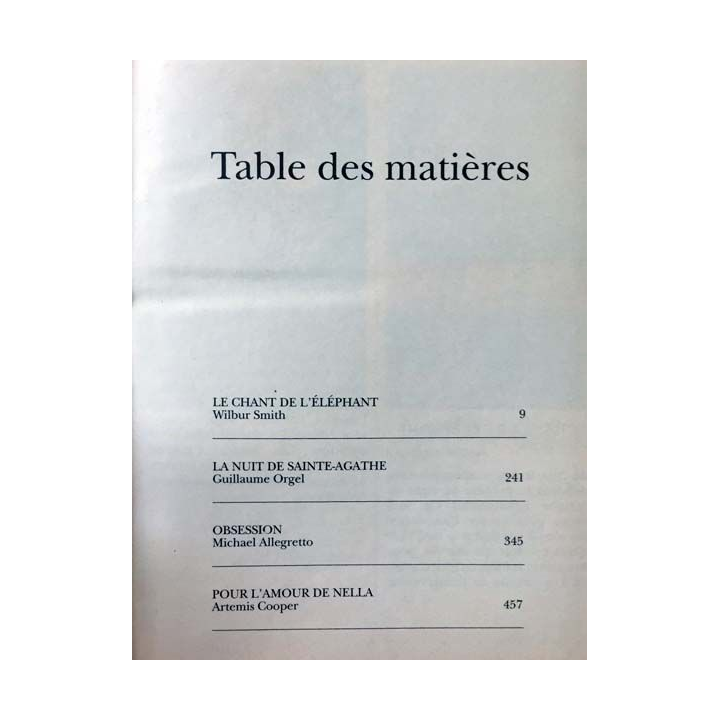 Table des matières
LE CHANT DE L'ÉLÉPHANT
Wilbur Smith 9
LA NUIT DE SAINTE-AGATHE
Guillaume Orgel 241
OBSESSION
Michael Allegretto 345
POUR L'AMOUR DE NELLA
Artemis Cooper 457